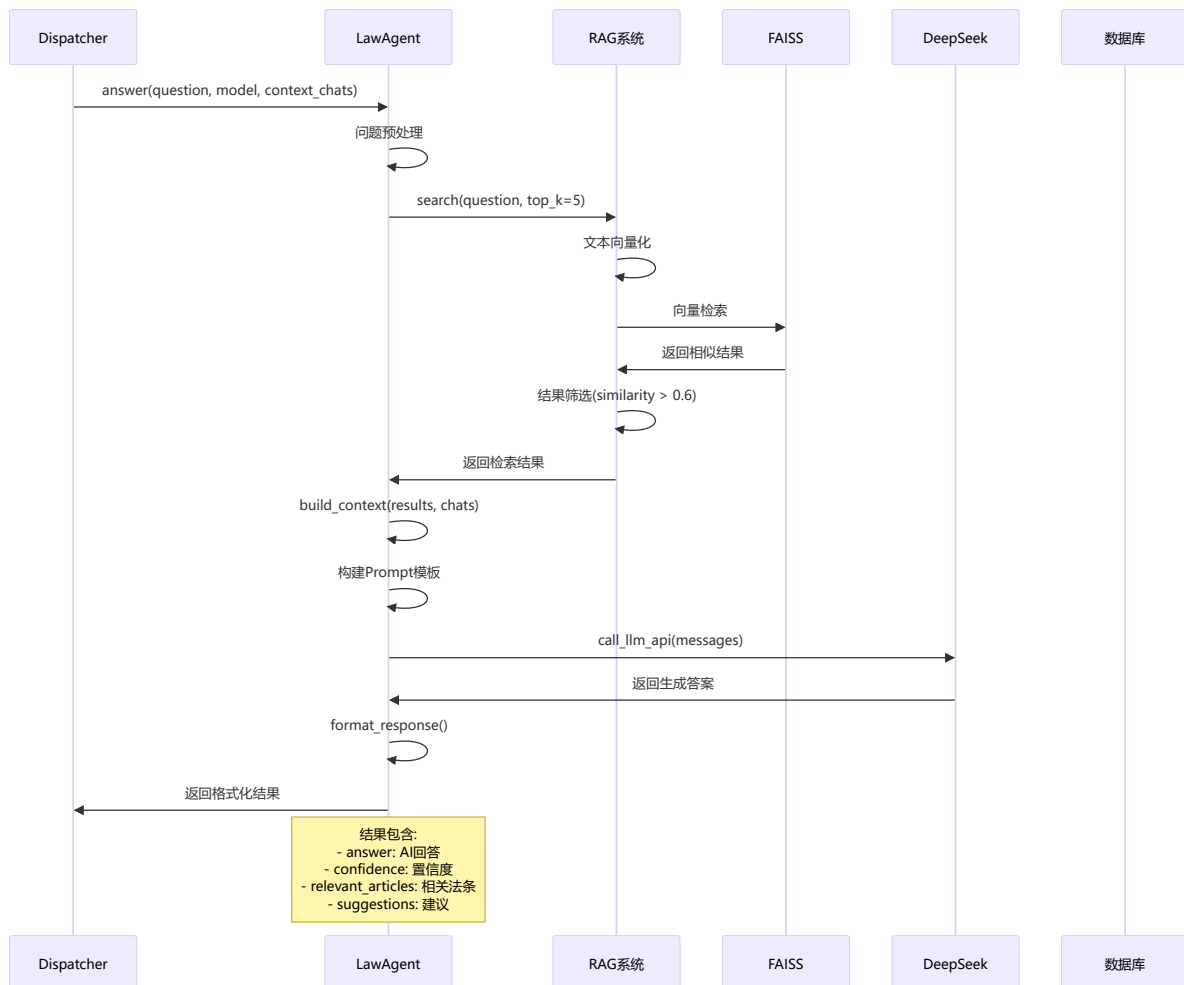 Dispatcher
LawAgent
RAG系统
FAISS
DeepSeek
数据库
answer(question, model, context_chats)
问题预处理
search(question, top_k=5)
文本向量化
向量检索
返回相似结果
结果筛选(similarity > 0.6)
返回检索结果
build_context(results, chats)
构建Prompt模板
call_llm_api(messages)
返回生成答案
format_response()
返回格式化结果
结果包含:
- answer: AI回答
- confidence: 置信度
- relevant_articles: 相关法条
- suggestions: 建议
Dispatcher
LawAgent
RAG系统
FAISS
DeepSeek
数据库